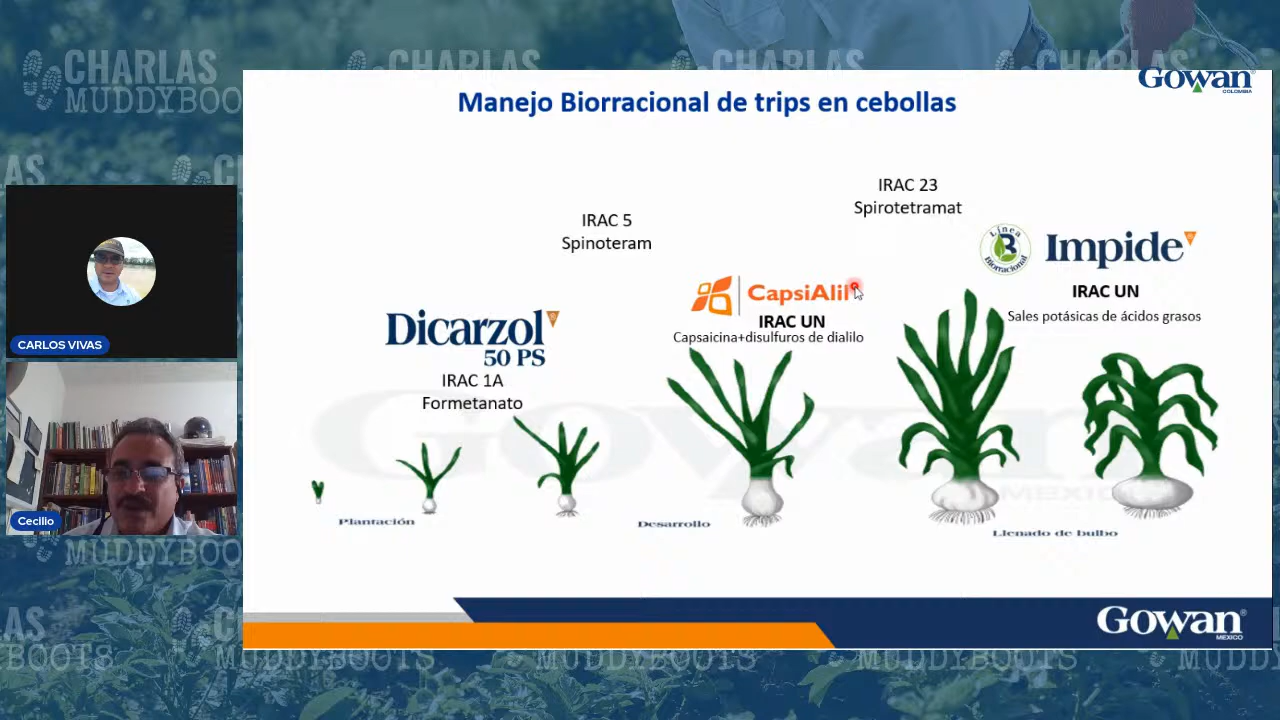 CHARLAS
MUDDYBOOTS
Gowan
COLOMBIA
Manejo Biorracional de trips en cebollas
IRAC 23
Spirotetramat
IRAC 5
Spinoteram
Línea
B
Biorracional
Impide
IRAC UN
Sales potásicas de ácidos grasos
CapsiAlil
IRAC UN
Capsaicina+disulfuros de dialilo
Dicarzol
50 PS
IRAC 1A
Formetanato
CARLOS VIVAS
Cecilio
Plantación
Desarrollo
Llenado de bulbo
Gowan
MEXICO
MUDDYBOOTS